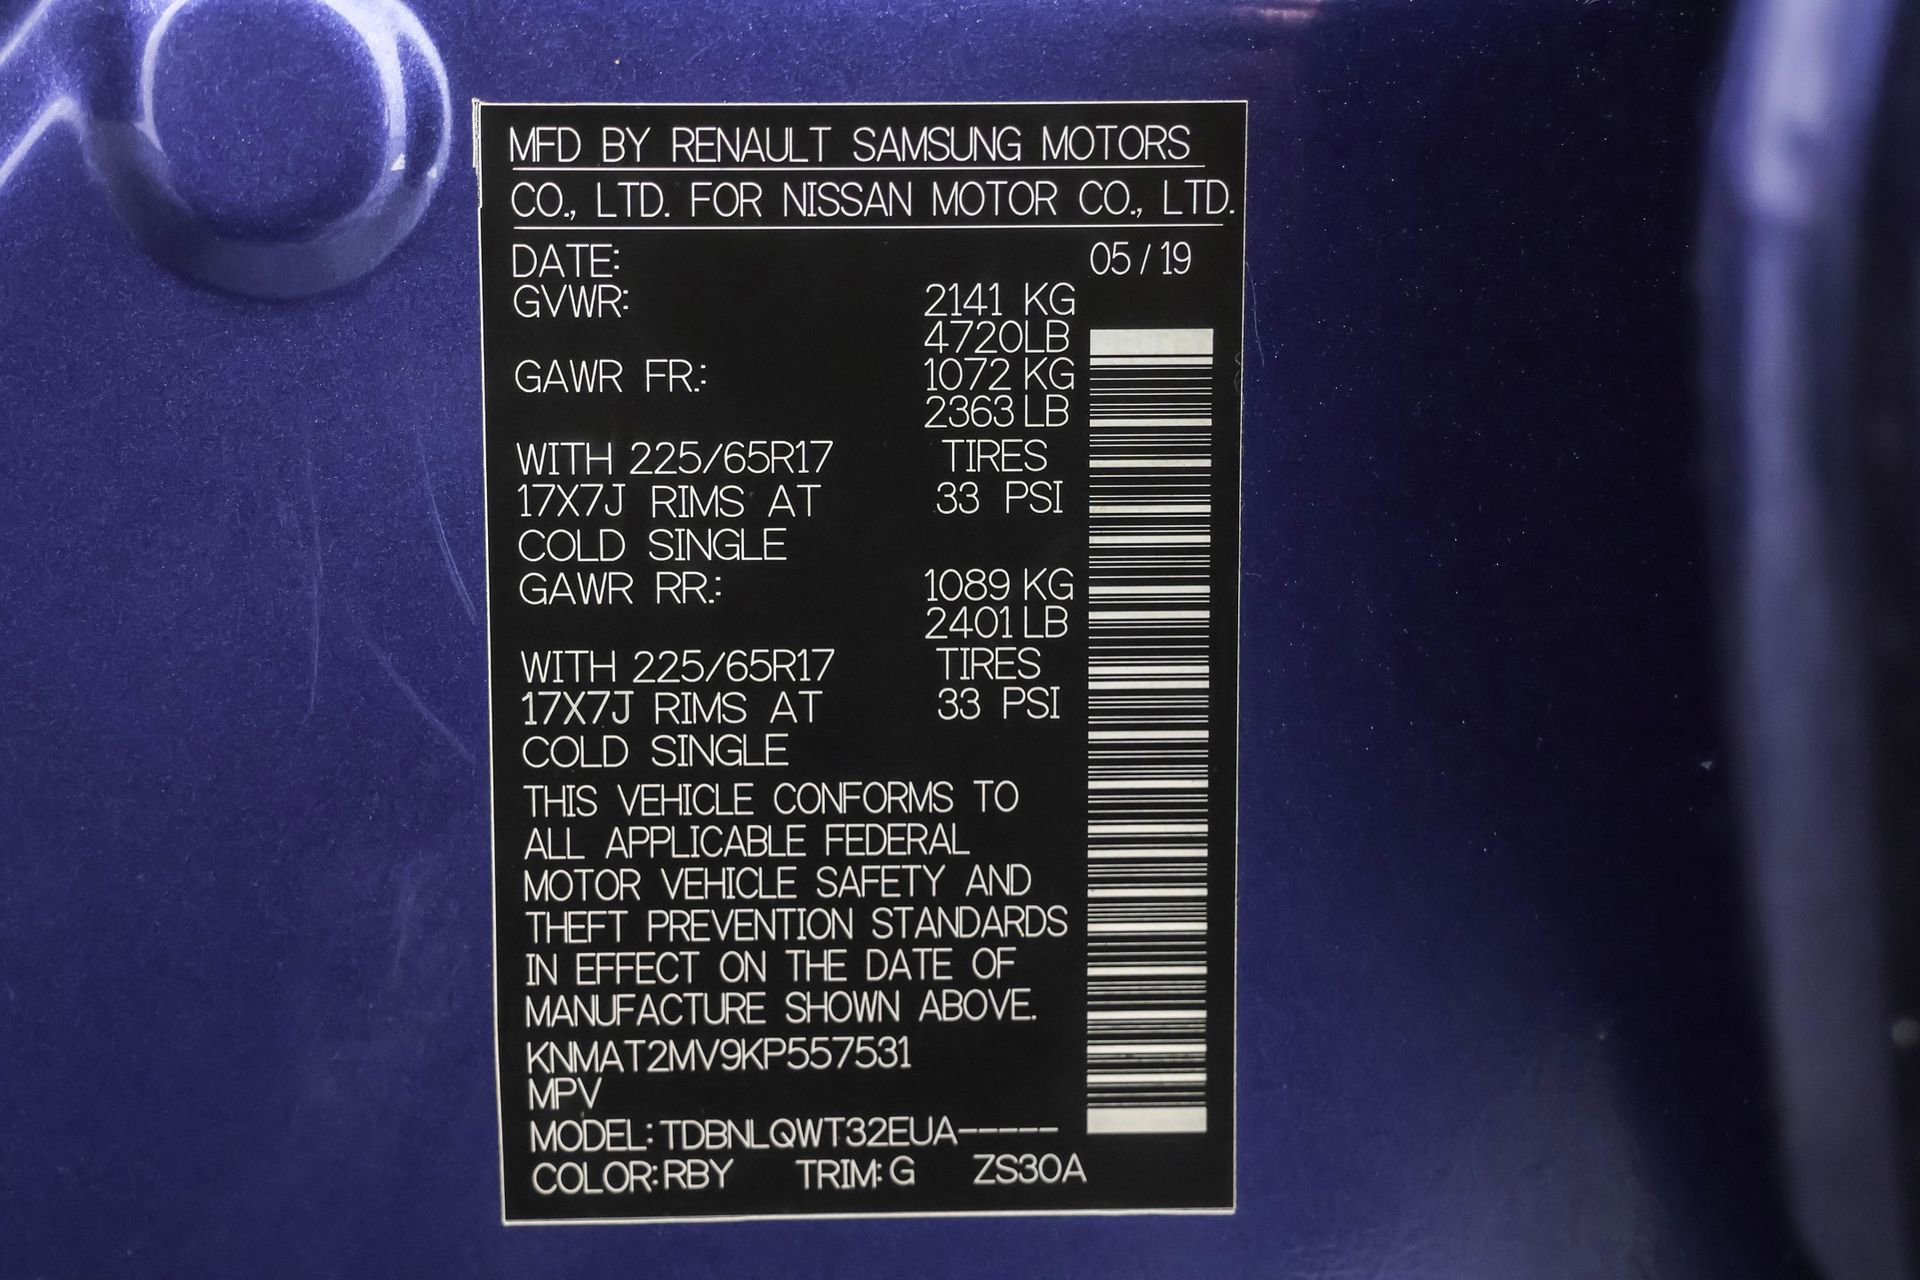 MFD BY RENAULT SAMSUNG MOTORS
CO., LTD. FOR NISSAN MOTOR CO., LTD.
DATE: 05 / 19
GVWR: 2141 KG
4720LB
GAWR FR.: 1072 KG
2363 LB
WITH 225/65R17 TIRES
17X7J RIMS AT 33 PSI
COLD SINGLE
GAWR RR.: 1089 KG
2401 LB
WITH 225/65R17 TIRES
17X7J RIMS AT 33 PSI
COLD SINGLE
THIS VEHICLE CONFORMS TO
ALL APPLICABLE FEDERAL
MOTOR VEHICLE SAFETY AND
THEFT PREVENTION STANDARDS
IN EFFECT ON THE DATE OF
MANUFACTURE SHOWN ABOVE.
KNMAT2MV9KP557531
MPV
MODEL: TDBNLQWT32EUA-----
COLOR: RBY TRIM: G ZS30A